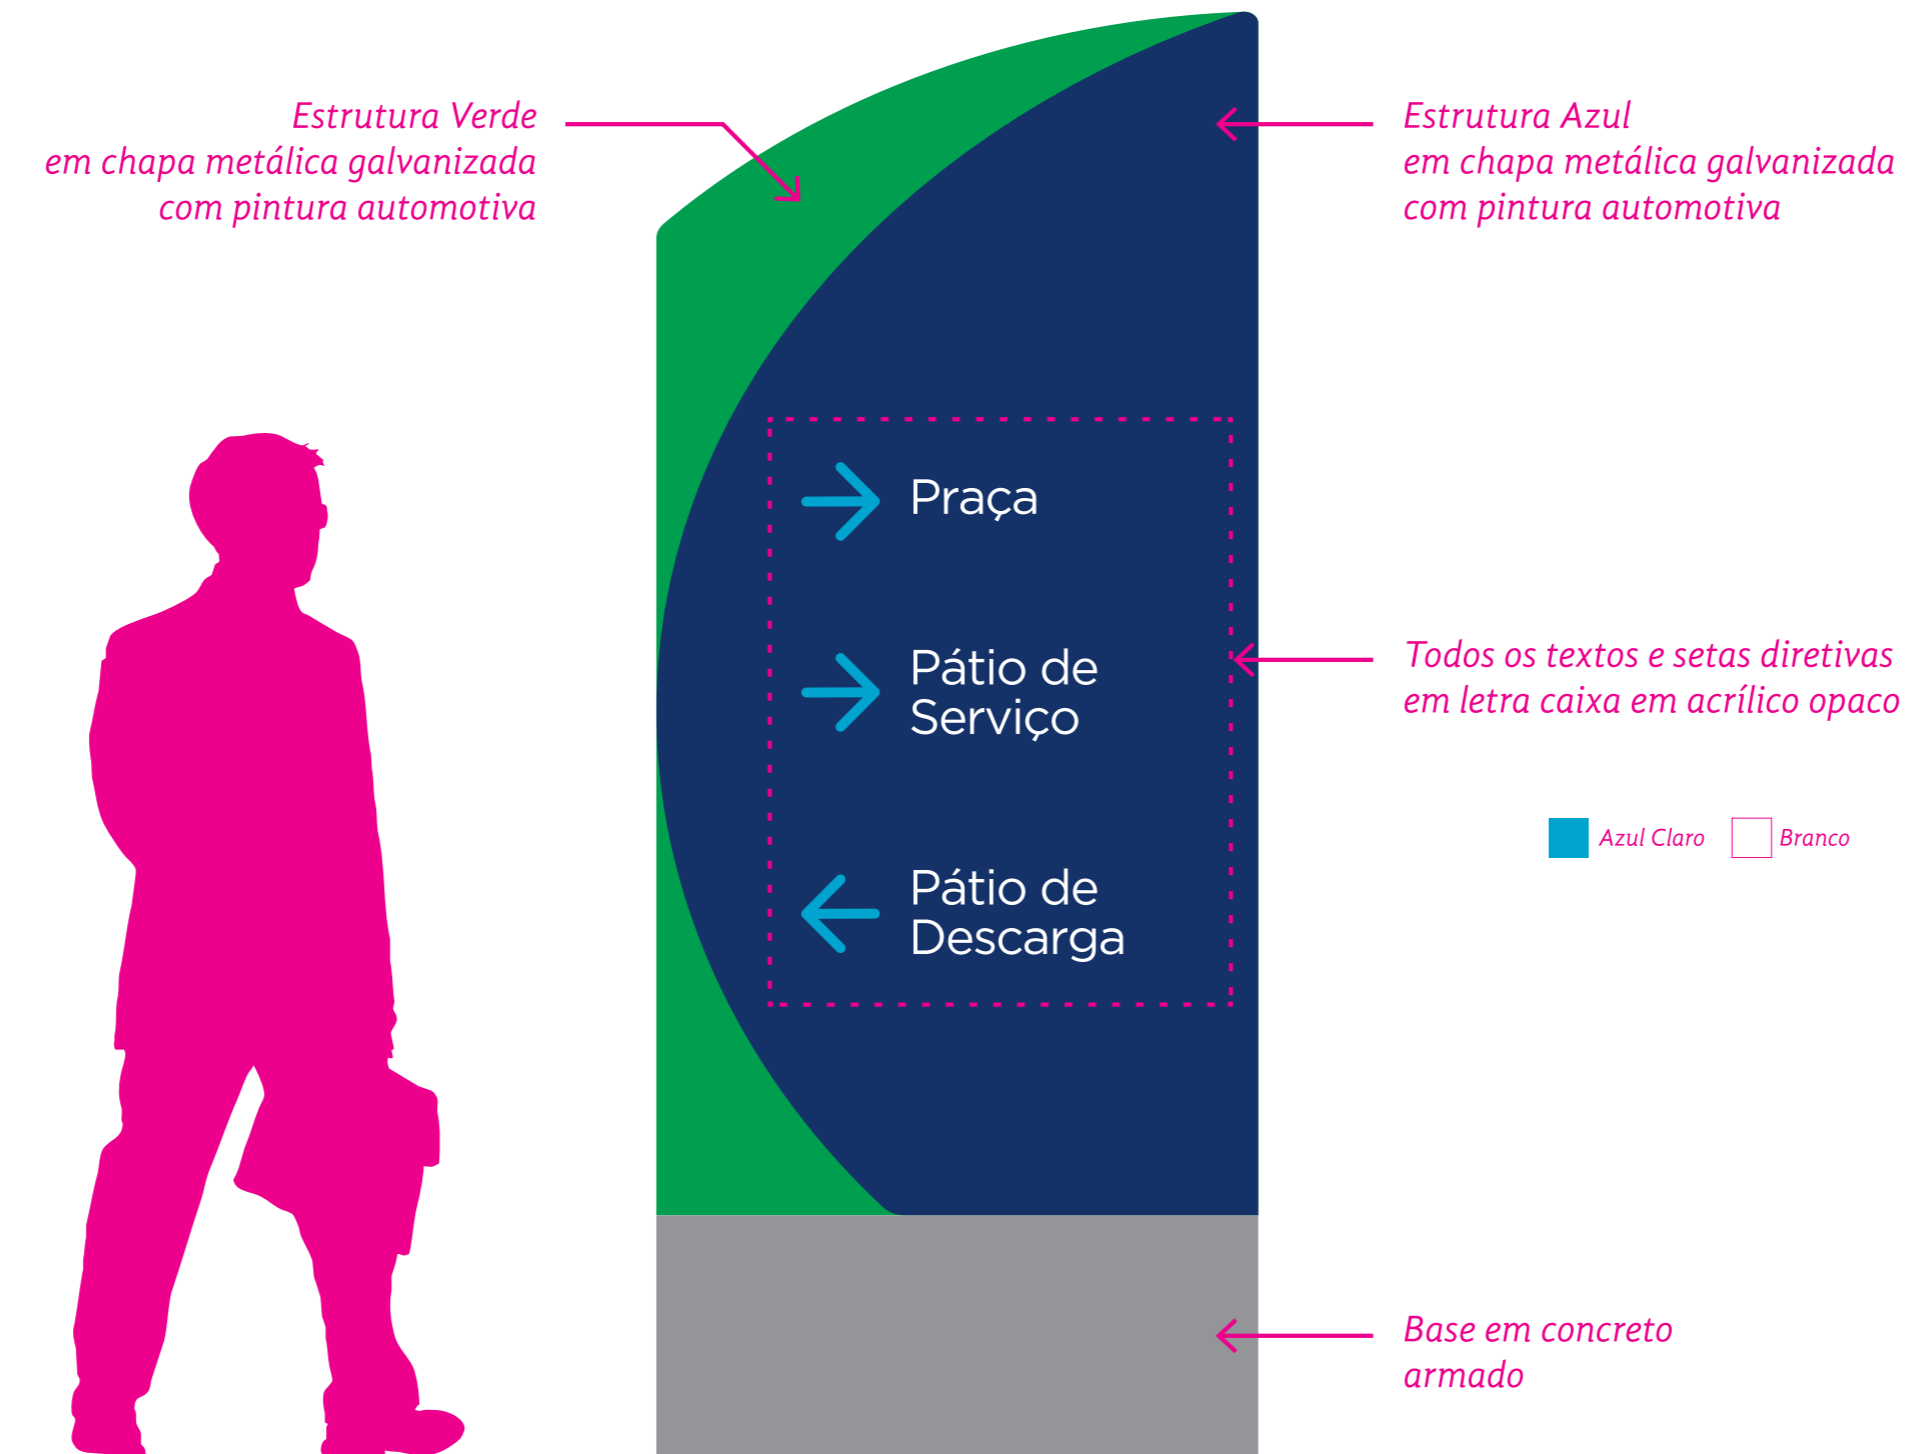 Estrutura Verde
em chapa metálica galvanizada
com pintura automotiva
Estrutura Azul
em chapa metálica galvanizada
com pintura automotiva
Praça
Pátio de
Serviço
Pátio de
Descarga
Todos os textos e setas diretivas
em letra caixa em acrílico opaco
Azul Claro
Branco
Base em concreto
armado